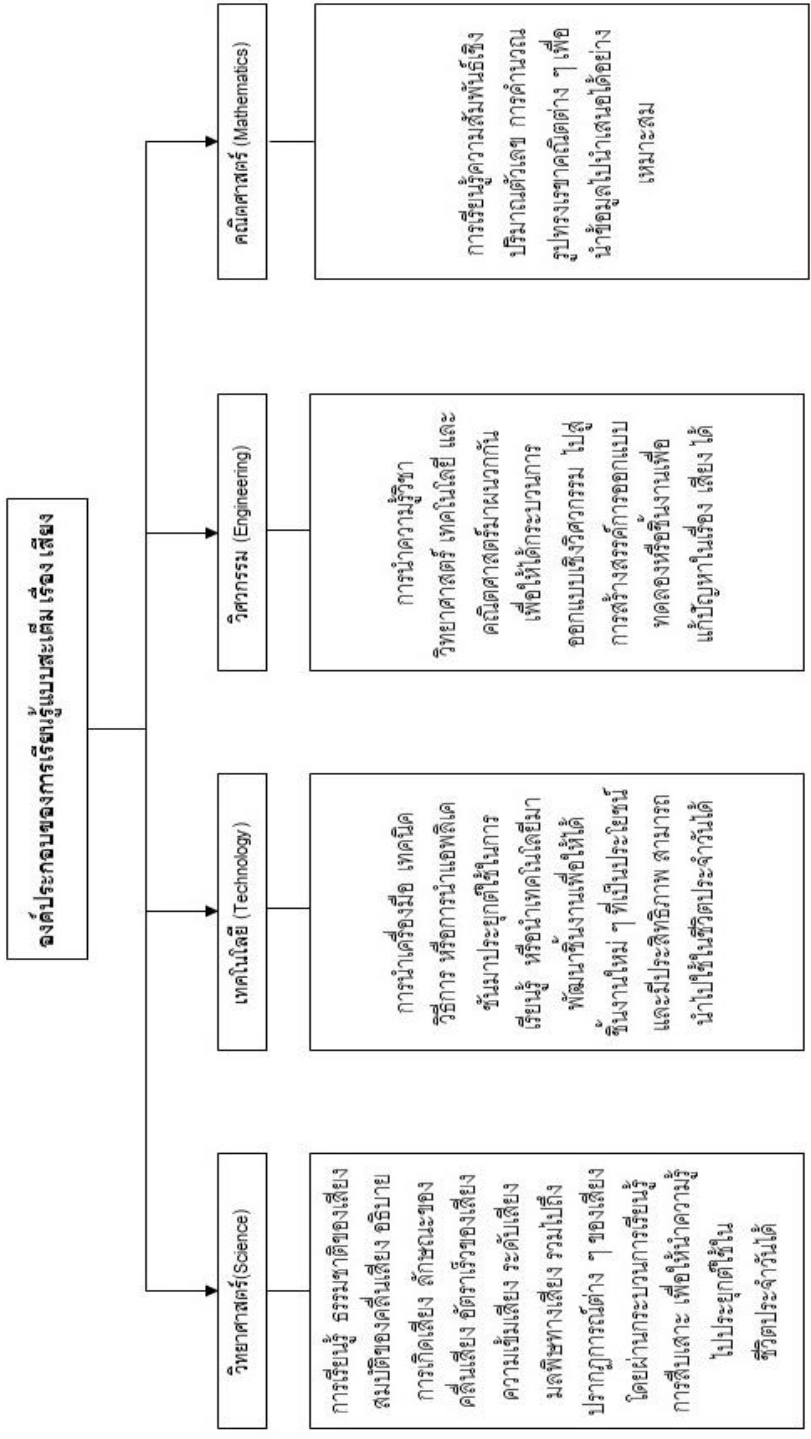 องค์ประกอบของการเรียนรู้แบบสะเต็ม เรื่อง เสียง
วิทยาศาสตร์(Science)
การเรียนรู้ ธรรมชาติของเสียง
สมบัติของคลื่นเสียง อธิบาย
การเกิดเสียง ลักษณะของ
คลื่นเสียง อัตราเร็วของเสียง
ความเข้มเสียง ระดับเสียง
มลพิษทางเสียง รวมไปถึง
ปรากฏการณ์ต่าง ๆ ของเสียง
โดยผ่านกระบวนการเรียนรู้
การสืบเสาะ เพื่อให้นำความรู้
ไปประยุกต์ใช้ใน
ชีวิตประจำวันได้
เทคโนโลยี (Technology)
การนำเครื่องมือ เทคนิค
วิธีการ หรือการนำแอพลิเค
ชันมาประยุกต์ใช้ในการ
เรียนรู้ หรือนำเทคโนโลยีมา
พัฒนาชิ้นงานเพื่อให้ได้
ชิ้นงานใหม่ ๆ ที่เป็นประโยชน์
และมีประสิทธิภาพ สามารถ
นำไปใช้ในชีวิตประจำวันได้
วิศวกรรม (Engineering)
การนำความรู้วิชา
วิทยาศาสตร์ เทคโนโลยี และ
คณิตศาสตร์มาผนวกกัน
เพื่อให้ได้กระบวนการ
ออกแบบเชิงวิศวกรรม ไปสู่
การสร้างสรรค์การออกแบบ
ทดลองหรือชิ้นงานเพื่อ
แก้ปัญหาในเรื่อง เสียง ได้
คณิตศาสตร์ (Mathematics)
การเรียนรู้ความสัมพันธ์เชิง
ปริมาณตัวเลข การคำนวณ
รูปทรงเรขาคณิตต่าง ๆ เพื่อ
นำข้อมูลไปนำเสนอได้อย่าง
เหมาะสม